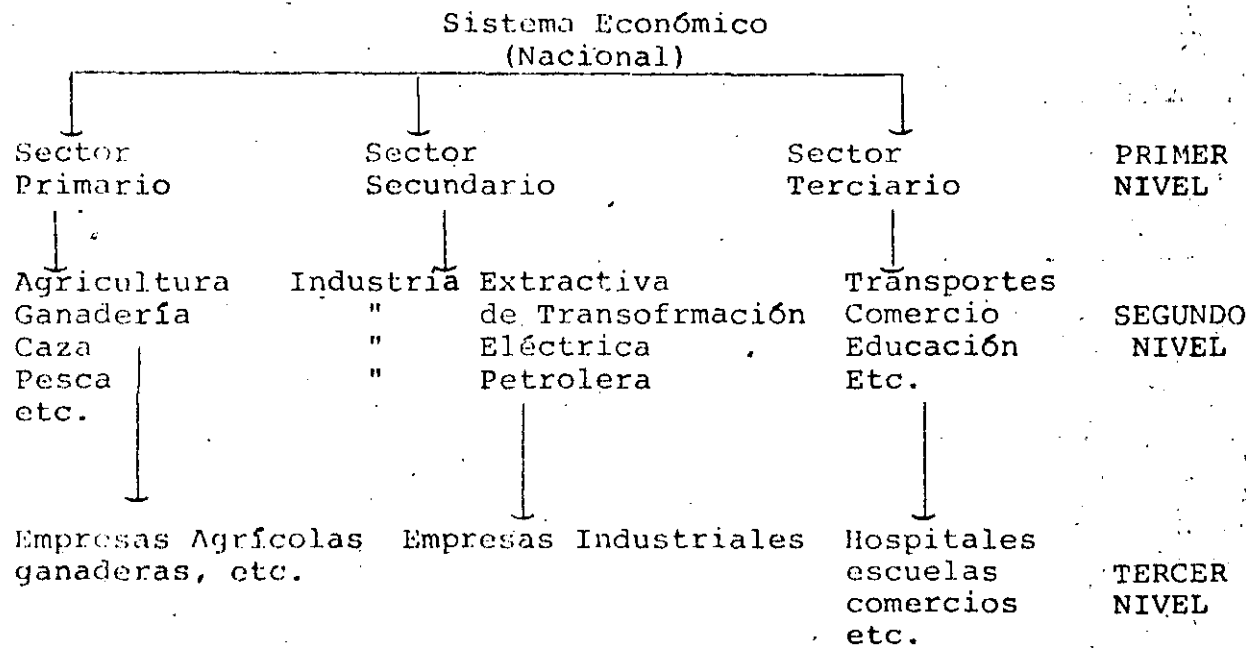 Sistema Económico
(Nacional)
Sector Sector Sector PRIMER
Primario Secundario Terciario NIVEL
Agricultura Industria Extractiva Transportes
Ganadería " de Transofrmación Comercio SEGUNDO
Caza " Eléctrica Educación NIVEL
Pesca " Petrolera Etc.
etc.
Empresas Agrícolas Empresas Industriales Hospitales
ganaderas, etc. escuelas TERCER
comercios NIVEL
etc.